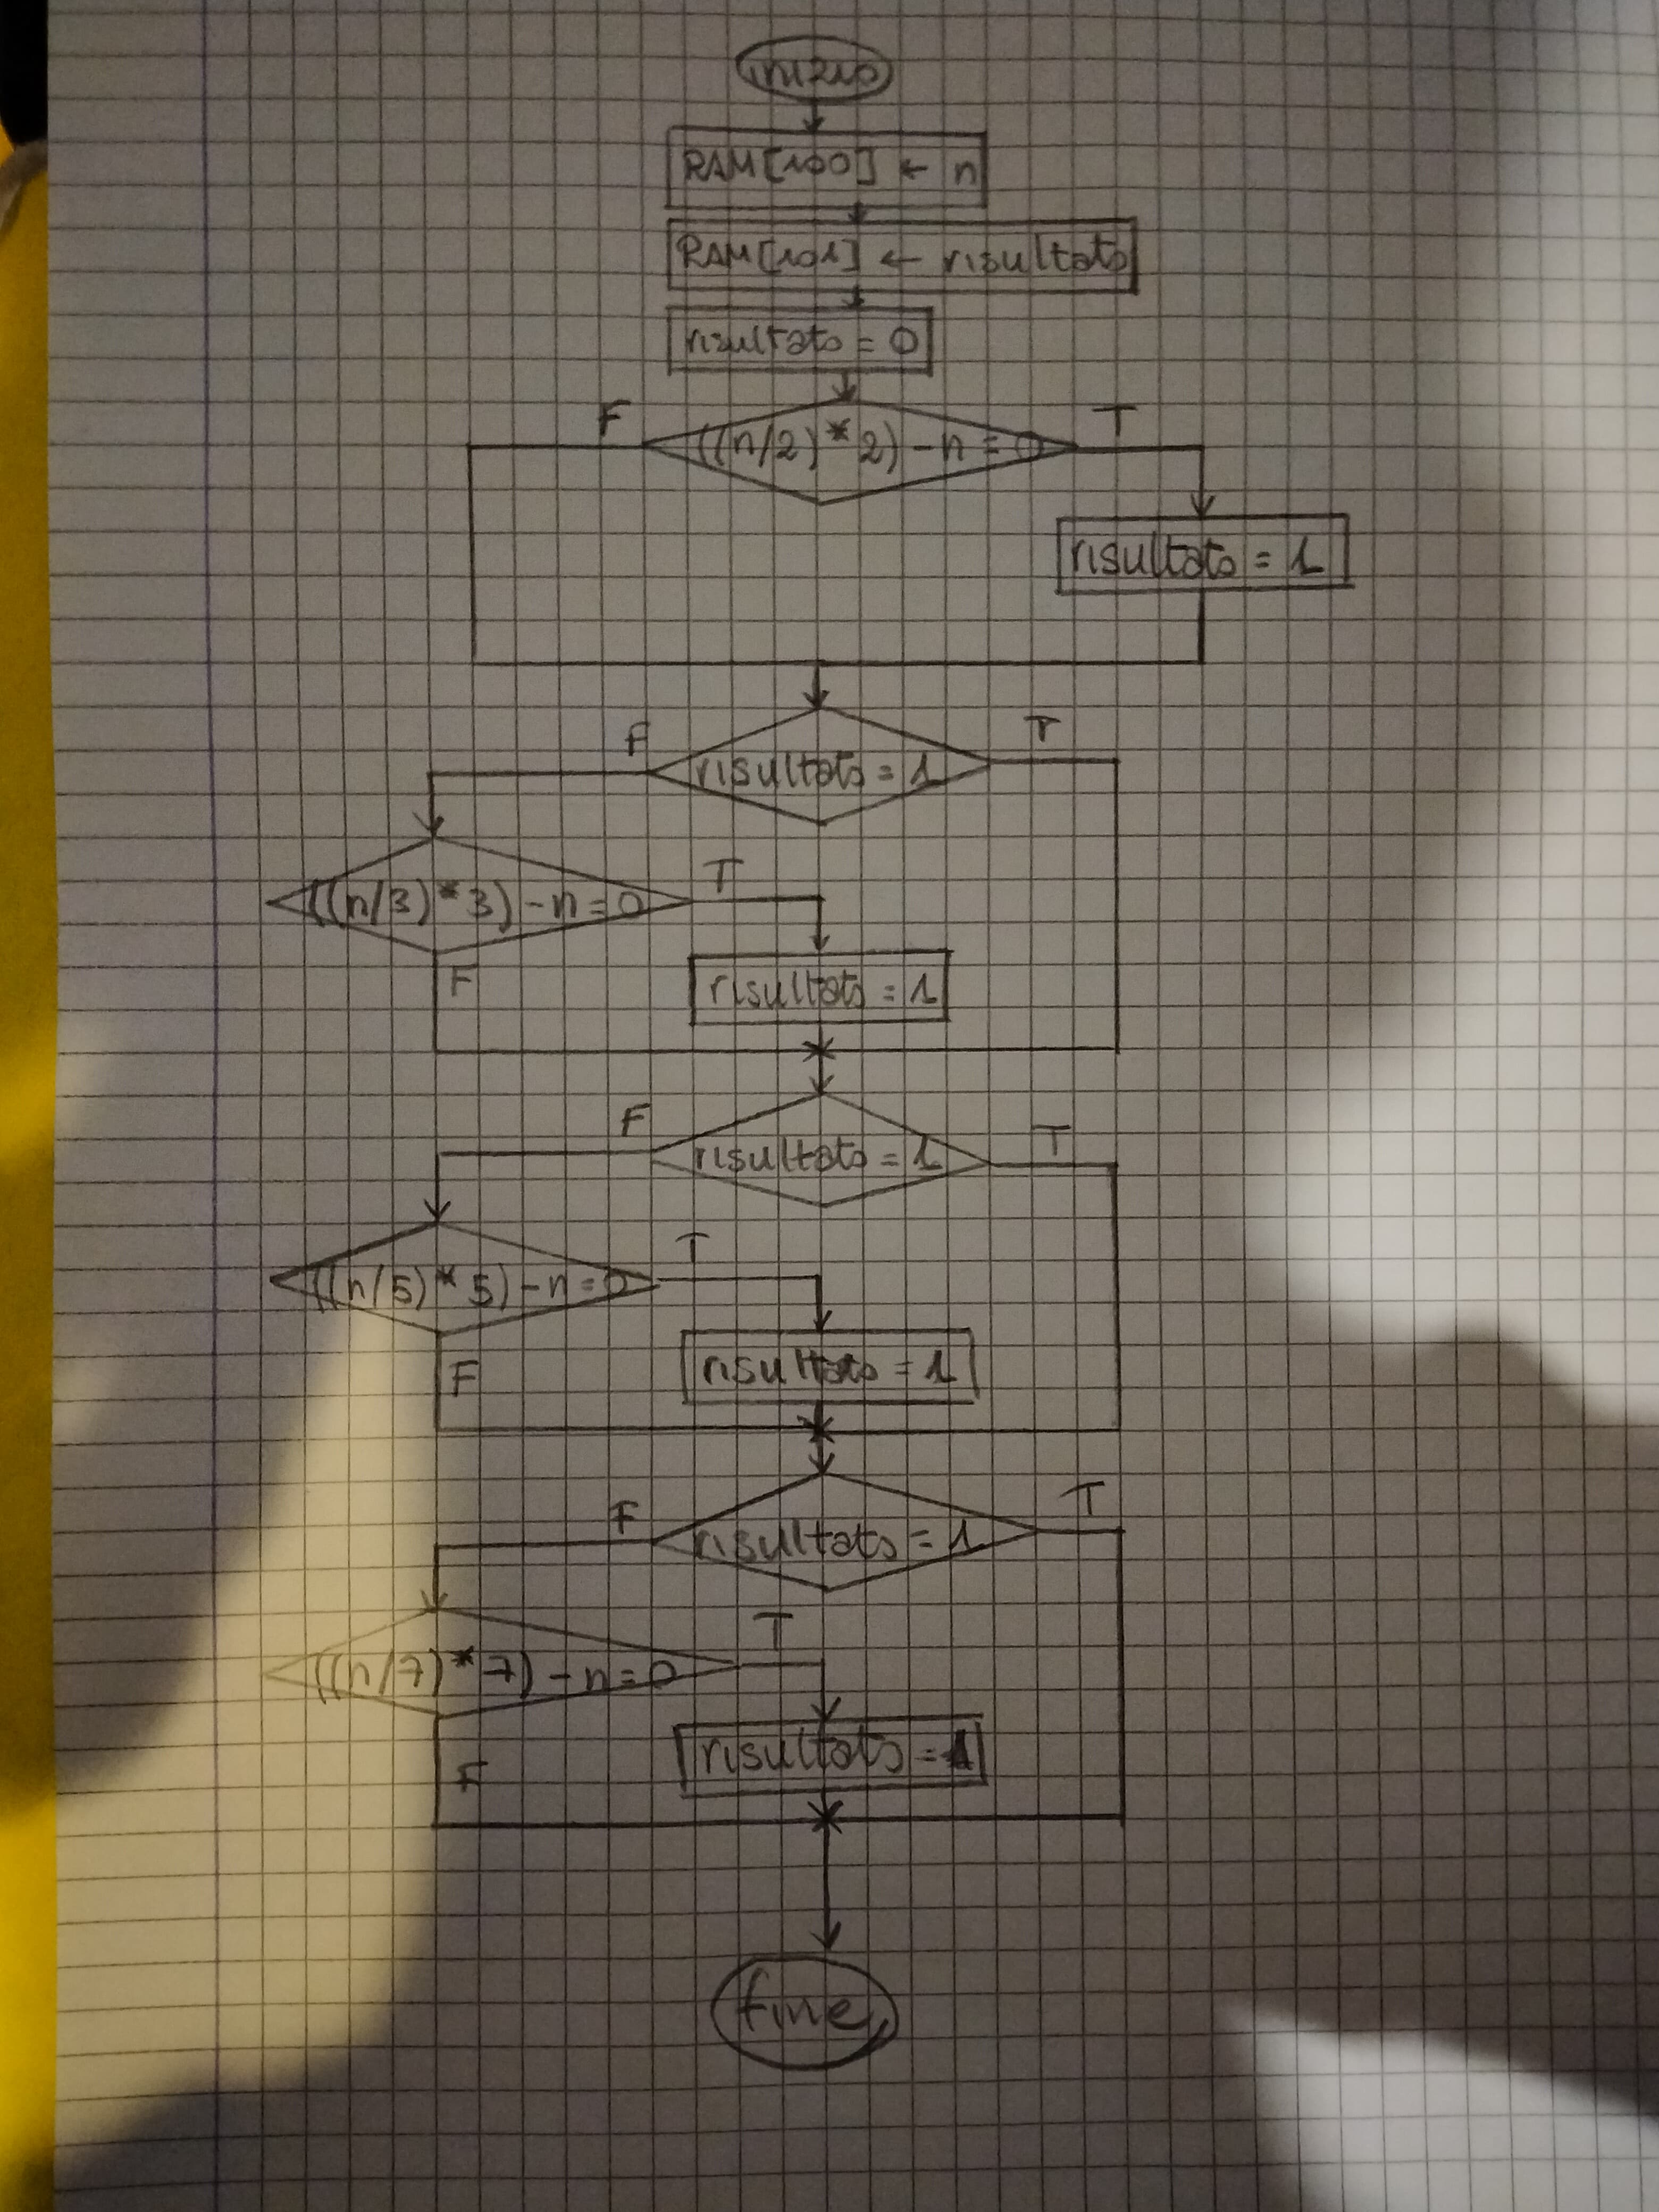 inizio
RAM[100] ← n
RAM[101] ← risultato
risultato = 0
F ((n/2)*2) - n = 0 T
risultato = 1
F risultato = 1 T
((n/3)*3) - n = 0 T
F risultato = 1
F risultato = 1 T
((n/5)*5) - n = 0 T
F risultato = 1
F risultato = 1 T
((n/7)*7) - n = 0 T
F risultato = 1
fine